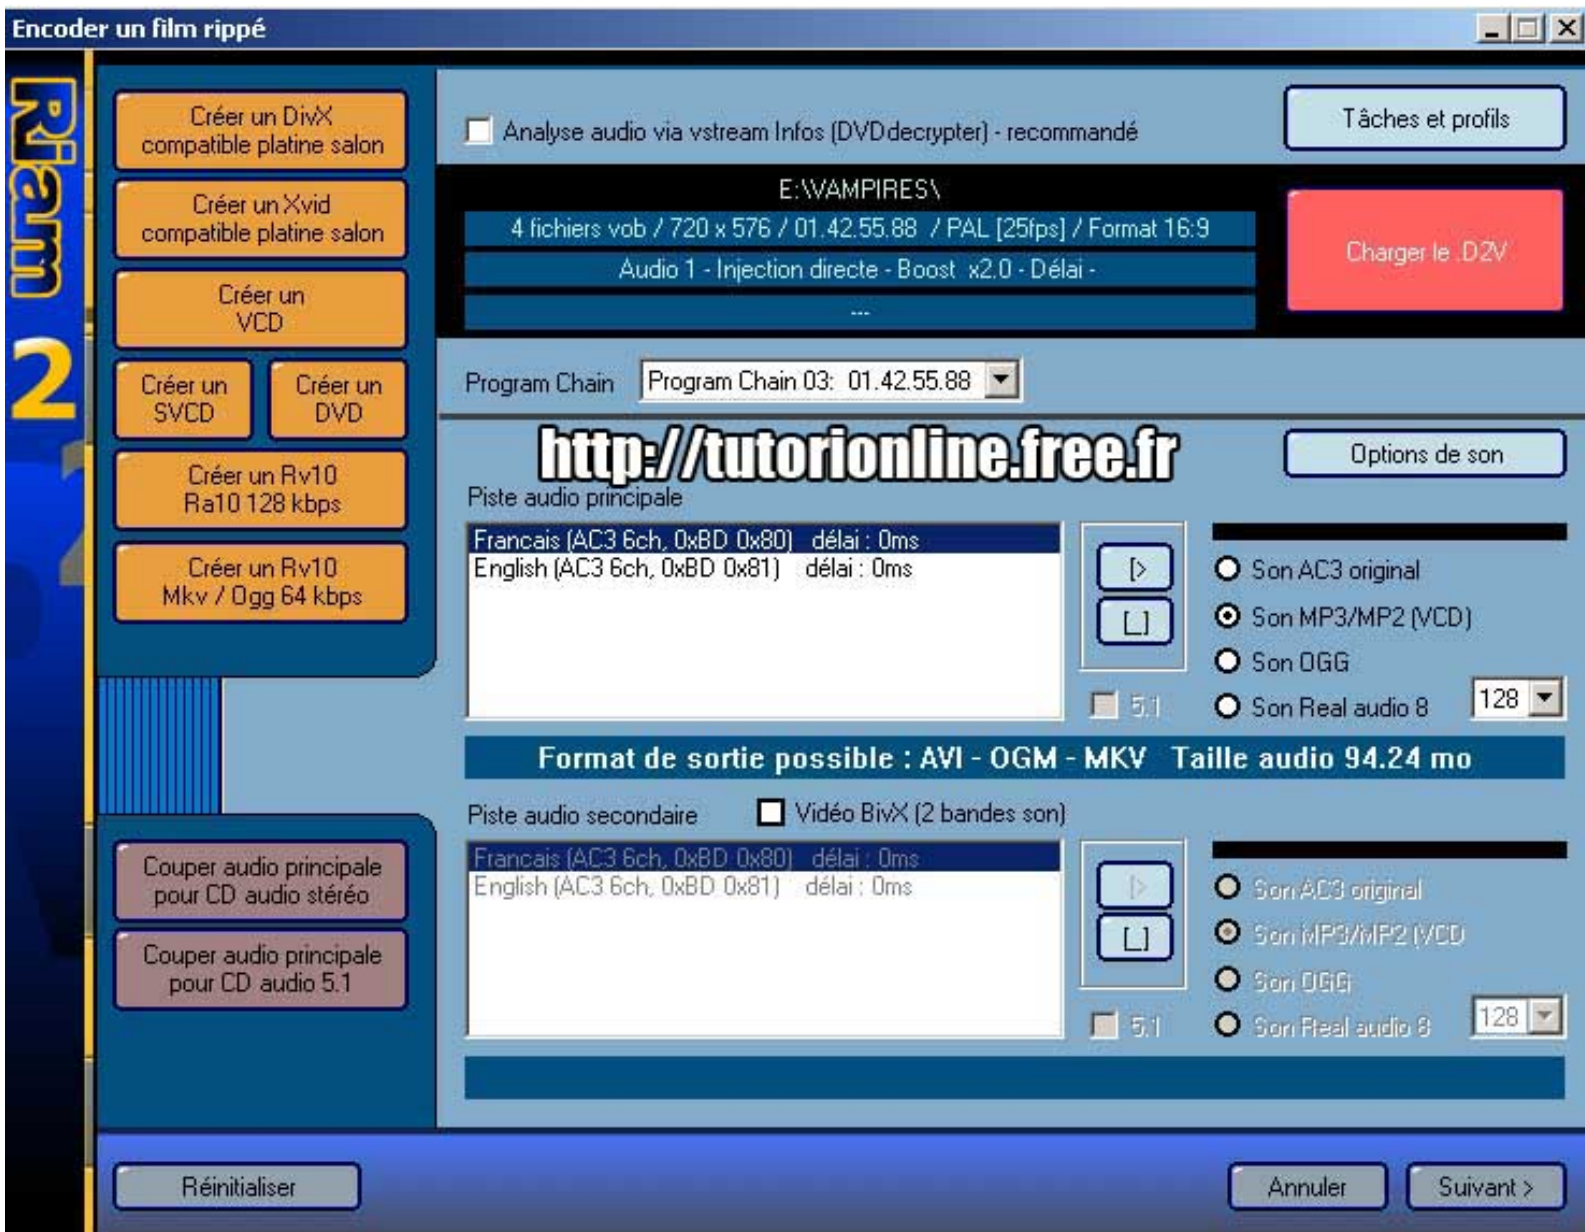 Encoder un film rippé
Riam
2
Créer un DivX
compatible platine salon
Créer un Xvid
compatible platine salon
Créer un
VCD
Créer un
SVCD
Créer un
DVD
Créer un Rv10
Ra10 128 kbps
Créer un Rv10
Mkv / Ogg 64 kbps
Couper audio principale
pour CD audio stéréo
Couper audio principale
pour CD audio 5.1
Analyse audio via vstream Infos (DVDdecrypter) - recommandé
Tâches et profils
E:\VAMPIRES\
4 fichiers vob / 720 x 576 / 01.42.55.88 / PAL [25fps] / Format 16:9
Audio 1 - Injection directe - Boost x2.0 - Délai -
---
Charger le .D2V
Program Chain
Program Chain 03: 01.42.55.88
http://tutorionline.free.fr
Options de son
Piste audio principale
Francais (AC3 6ch, 0xBD 0x80) délai : 0ms
English (AC3 6ch, 0xBD 0x81) délai : 0ms
[>
[_]
5.1
Son AC3 original
Son MP3/MP2 (VCD)
Son OGG
Son Real audio 8
128
Format de sortie possible : AVI - OGM - MKV Taille audio 94.24 mo
Piste audio secondaire
Vidéo BivX (2 bandes son)
Francais (AC3 6ch, 0xBD 0x80) délai : 0ms
English (AC3 6ch, 0xBD 0x81) délai : 0ms
[>
[_]
5.1
Son AC3 original
Son MP3/MP2 (VCD
Son OGG
Son Real audio 8
128
Réinitialiser
Annuler
Suivant >